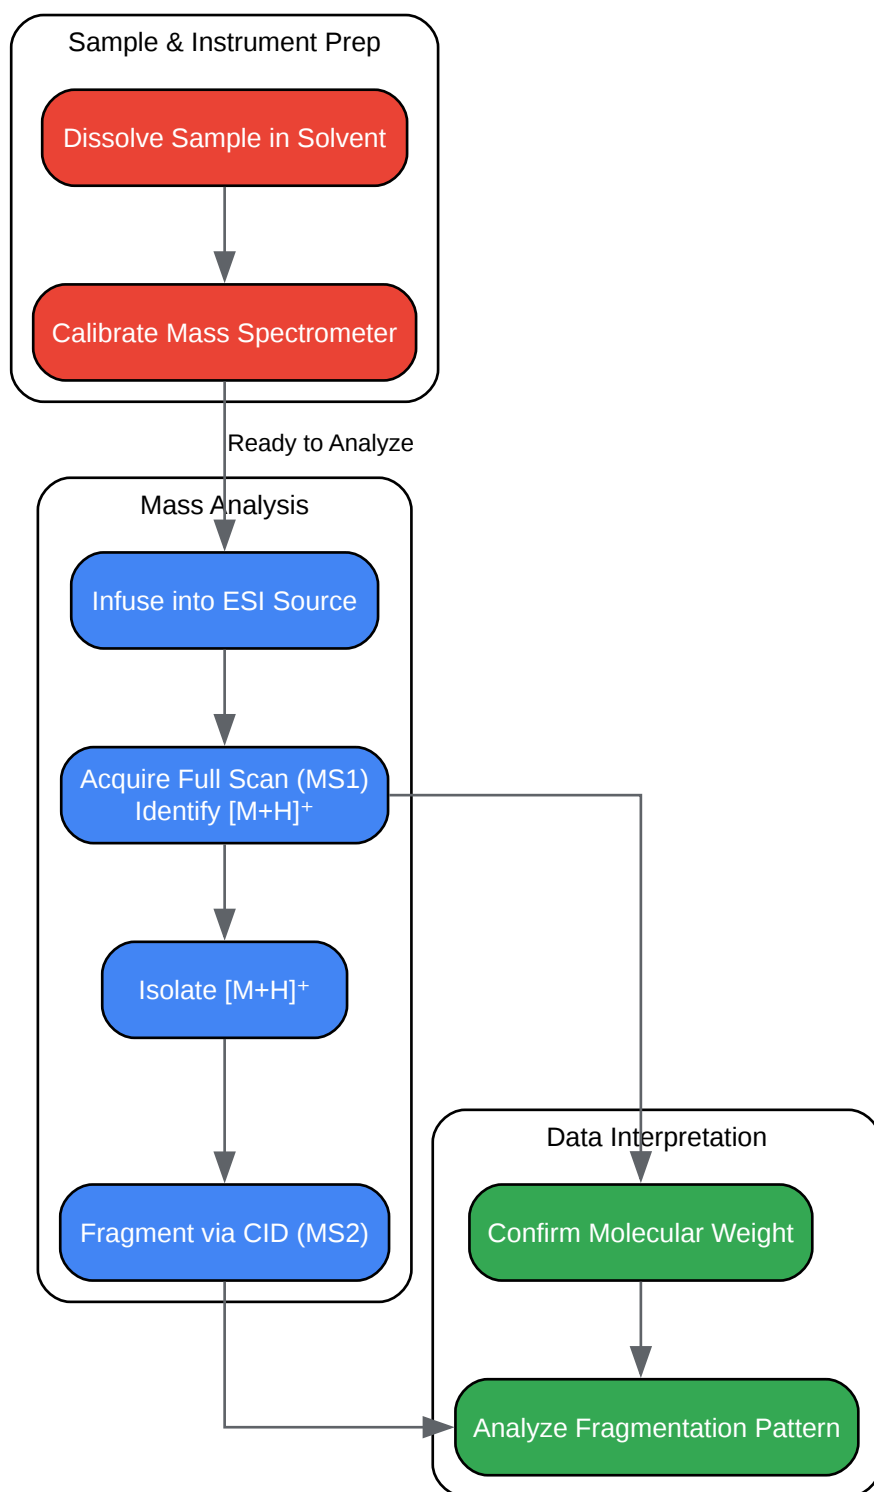 Sample & Instrument Prep
Dissolve Sample in Solvent
Calibrate Mass Spectrometer
Ready to Analyze
Mass Analysis
Infuse into ESI Source
Acquire Full Scan (MS1)
Identify [M+H]⁺
Isolate [M+H]⁺
Fragment via CID (MS2)
Data Interpretation
Confirm Molecular Weight
Analyze Fragmentation Pattern